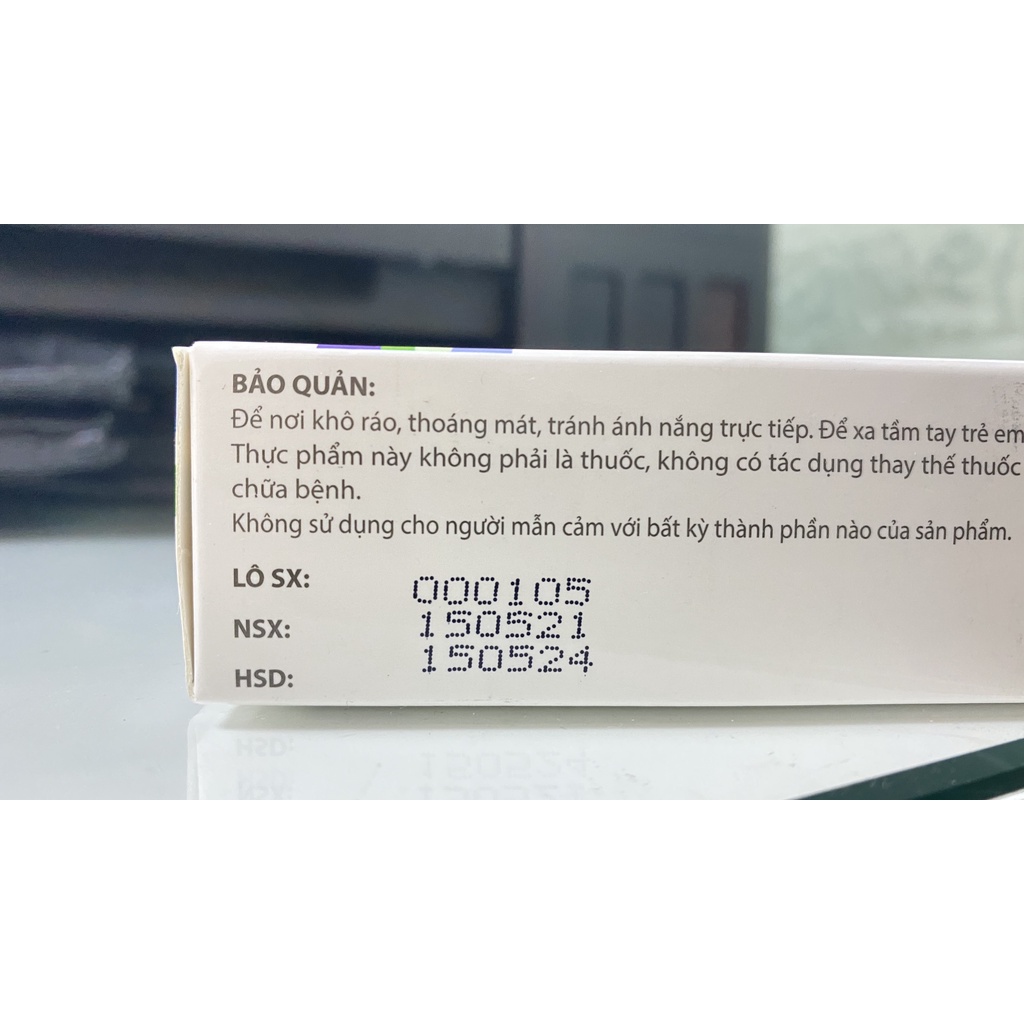 BẢO QUẢN:
Để nơi khô ráo, thoáng mát, tránh ánh nắng trực tiếp. Để xa tầm tay trẻ em
Thực phẩm này không phải là thuốc, không có tác dụng thay thế thuốc
chữa bệnh.
Không sử dụng cho người mẫn cảm với bất kỳ thành phần nào của sản phẩm.
LÔ SX: 000105
NSX: 150521
HSD: 150524